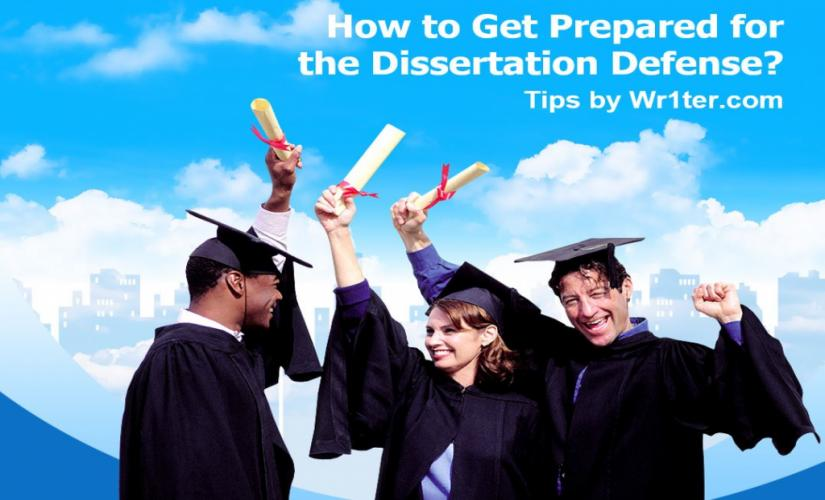 How to Get Prepared for
the Dissertation Defense?
Tips by Wr1ter.com